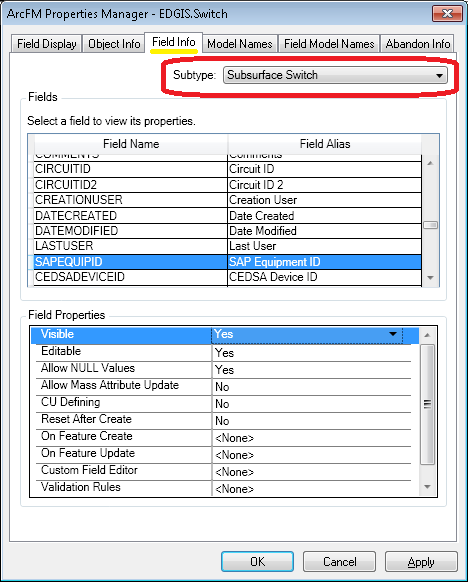 ArcFM Properties Manager - EDGIS.Switch
Field Display Object Info Field Info Model Names Field Model Names Abandon Info
Subtype: Subsurface Switch
Fields
Select a field to view its properties.
Field Name Field Alias
COMMENTS Comments
CIRCUITID Circuit ID
CIRCUITID2 Circuit ID 2
CREATIONUSER Creation User
DATECREATED Date Created
DATEMODIFIED Date Modified
LASTUSER Last User
SAPEQUIPID SAP Equipment ID
CEDSADEVICEID CEDSA Device ID
Field Properties
Visible Yes
Editable Yes
Allow NULL Values Yes
Allow Mass Attribute Update No
CU Defining No
Reset After Create No
On Feature Create <None>
On Feature Update <None>
Custom Field Editor <None>
Validation Rules <None>
OK Cancel Apply